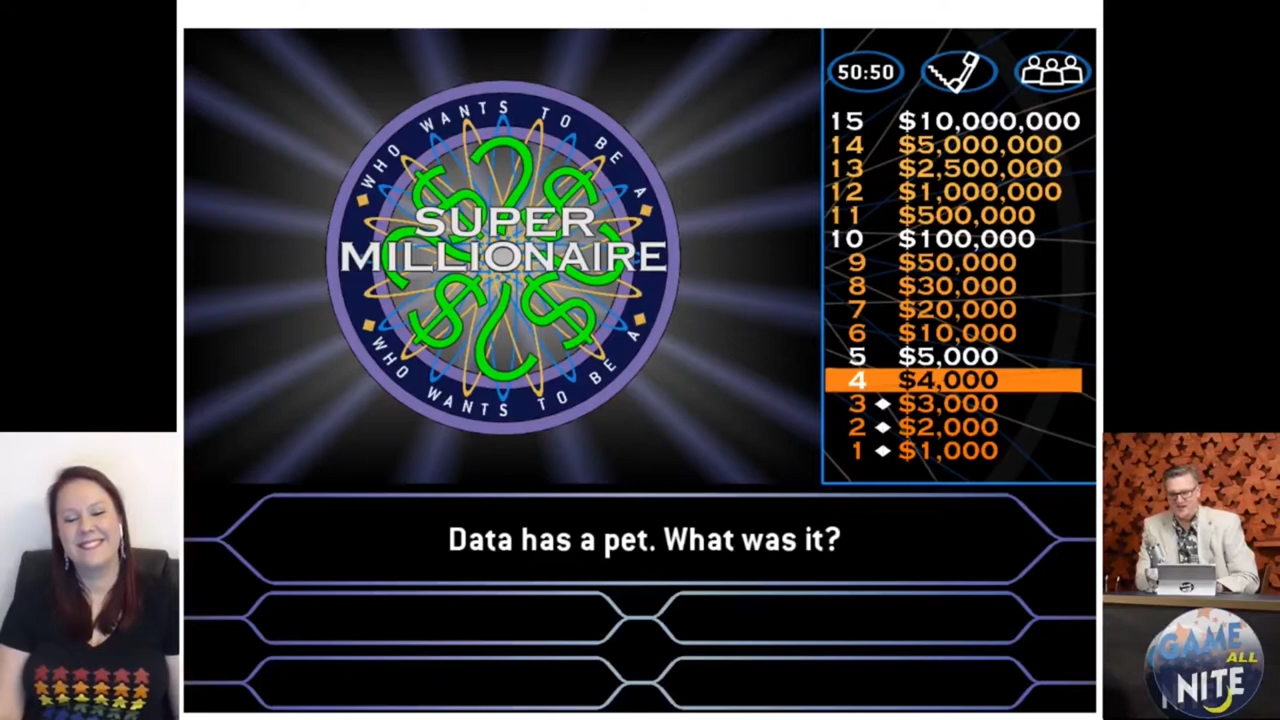 WHO WANTS TO BE A
SUPER
MILLIONAIRE
WHO WANTS TO BE A
50:50
15 $10,000,000
14 $5,000,000
13 $2,500,000
12 $1,000,000
11 $500,000
10 $100,000
9 $50,000
8 $30,000
7 $20,000
6 $10,000
5 $5,000
4 $4,000
3 $3,000
2 $2,000
1 $1,000
Data has a pet. What was it?
GAME
ALL
NITE